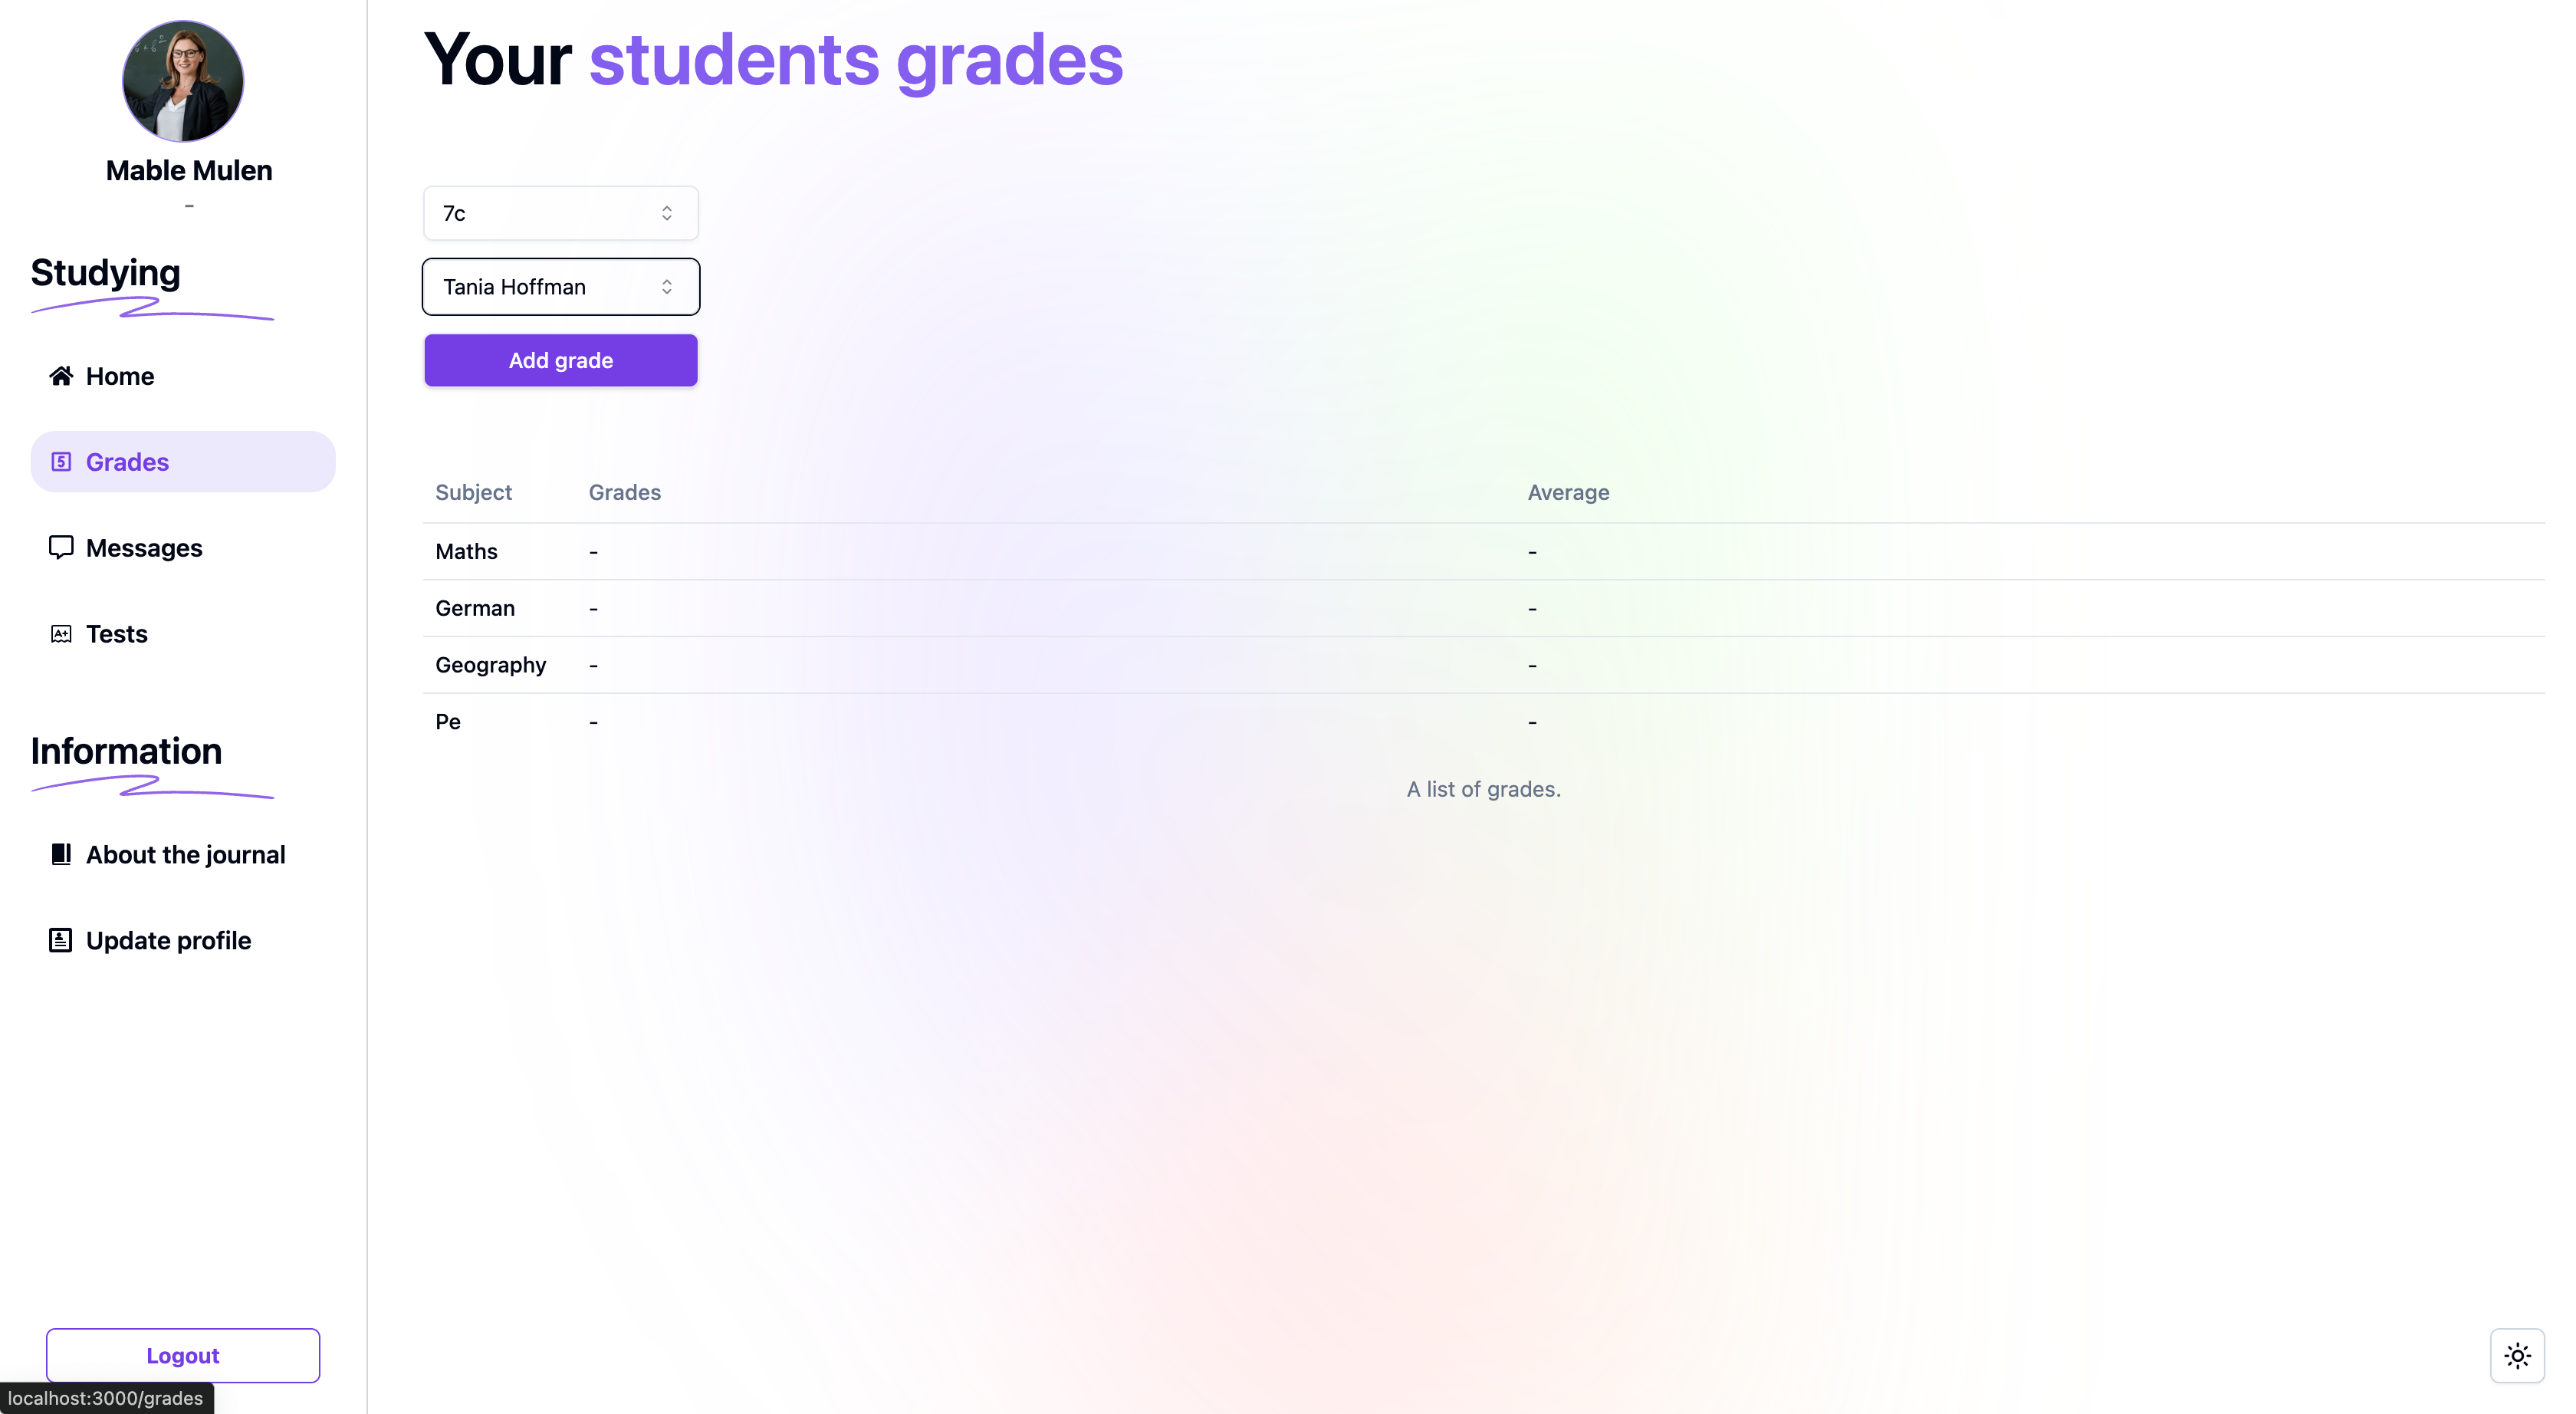 Mable Mulen
-
Studying
Home
Grades
Messages
Tests
Information
About the journal
Update profile
Logout
localhost:3000/grades
Your students grades
7c
Tania Hoffman
Add grade
Subject Grades Average
Maths - -
German - -
Geography - -
Pe - -
A list of grades.